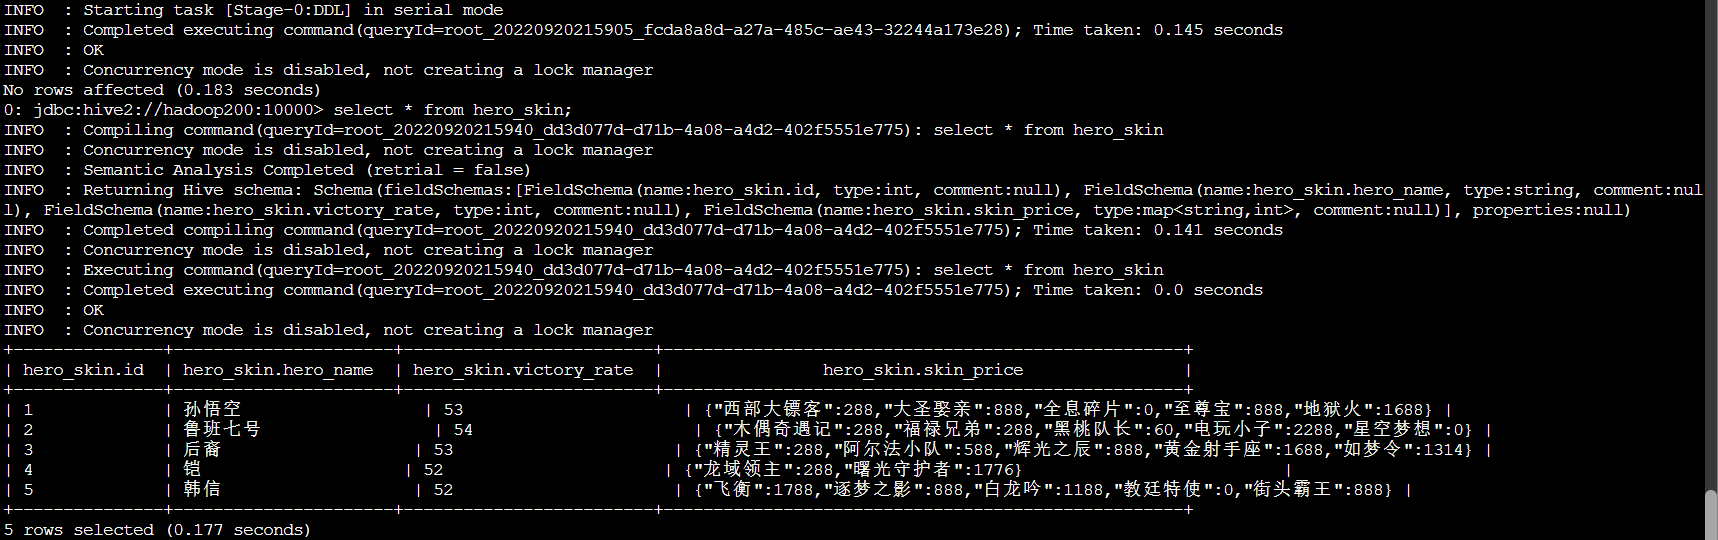 INFO  : Starting task [Stage-0:DDL] in serial mode
INFO  : Completed executing command(queryId=root_20220920215905_fcda8a8d-a27a-485c-ae43-32244a173e28); Time taken: 0.145 seconds
INFO  : OK
INFO  : Concurrency mode is disabled, not creating a lock manager
No rows affected (0.183 seconds)
0: jdbc:hive2://hadoop200:10000> select * from hero_skin;
INFO  : Compiling command(queryId=root_20220920215940_dd3d077d-d71b-4a08-a4d2-402f5551e775): select * from hero_skin
INFO  : Concurrency mode is disabled, not creating a lock manager
INFO  : Semantic Analysis Completed (retrial = false)
INFO  : Returning Hive schema: Schema(fieldSchemas:[FieldSchema(name:hero_skin.id, type:int, comment:null), FieldSchema(name:hero_skin.hero_name, type:string, comment:nul
l), FieldSchema(name:hero_skin.victory_rate, type:int, comment:null), FieldSchema(name:hero_skin.skin_price, type:map<string,int>, comment:null)], properties:null)
INFO  : Completed compiling command(queryId=root_20220920215940_dd3d077d-d71b-4a08-a4d2-402f5551e775); Time taken: 0.141 seconds
INFO  : Concurrency mode is disabled, not creating a lock manager
INFO  : Executing command(queryId=root_20220920215940_dd3d077d-d71b-4a08-a4d2-402f5551e775): select * from hero_skin
INFO  : Completed executing command(queryId=root_20220920215940_dd3d077d-d71b-4a08-a4d2-402f5551e775); Time taken: 0.0 seconds
INFO  : OK
INFO  : Concurrency mode is disabled, not creating a lock manager
+---------------+----------------------+-------------------------+----------------------------------------------------+
| hero_skin.id  | hero_skin.hero_name  | hero_skin.victory_rate  |                hero_skin.skin_price                |
+---------------+----------------------+-------------------------+----------------------------------------------------+
| 1             | 孙悟空                  | 53                      | {"西部大镖客":288,"大圣娶亲":888,"全息碎片":0,"至尊宝":888,"地狱火":1688} |
| 2             | 鲁班七号                 | 54                      | {"木偶奇遇记":288,"福禄兄弟":288,"黑桃队长":60,"电玩小子":2288,"星空梦想":0} |
| 3             | 后裔                   | 53                      | {"精灵王":288,"阿尔法小队":588,"辉光之辰":888,"黄金射手座":1688,"如梦令":1314} |
| 4             | 铠                    | 52                      | {"龙域领主":288,"曙光守护者":1776}                          |
| 5             | 韩信                   | 52                      | {"飞衡":1788,"逐梦之影":888,"白龙吟":1188,"教廷特使":0,"街头霸王":888} |
+---------------+----------------------+-------------------------+----------------------------------------------------+
5 rows selected (0.177 seconds)